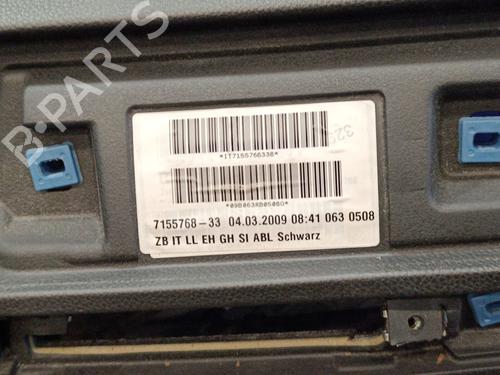 *IT7155768338*
*09B063RB0508O*
7155768-33 04.03.2009 08:41 063 0508
ZB IT LL EH GH SI ABL Schwarz
B-PARTS